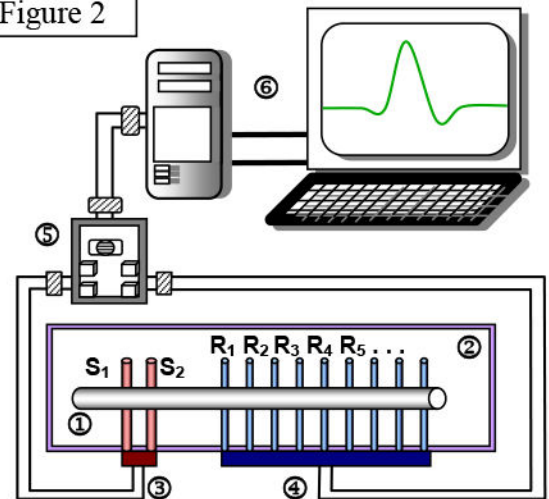 Figure 2
⑥
⑤
R₁ R₂ R₃ R₄ R₅ . . . ②
S₁ S₂
①
③ ④